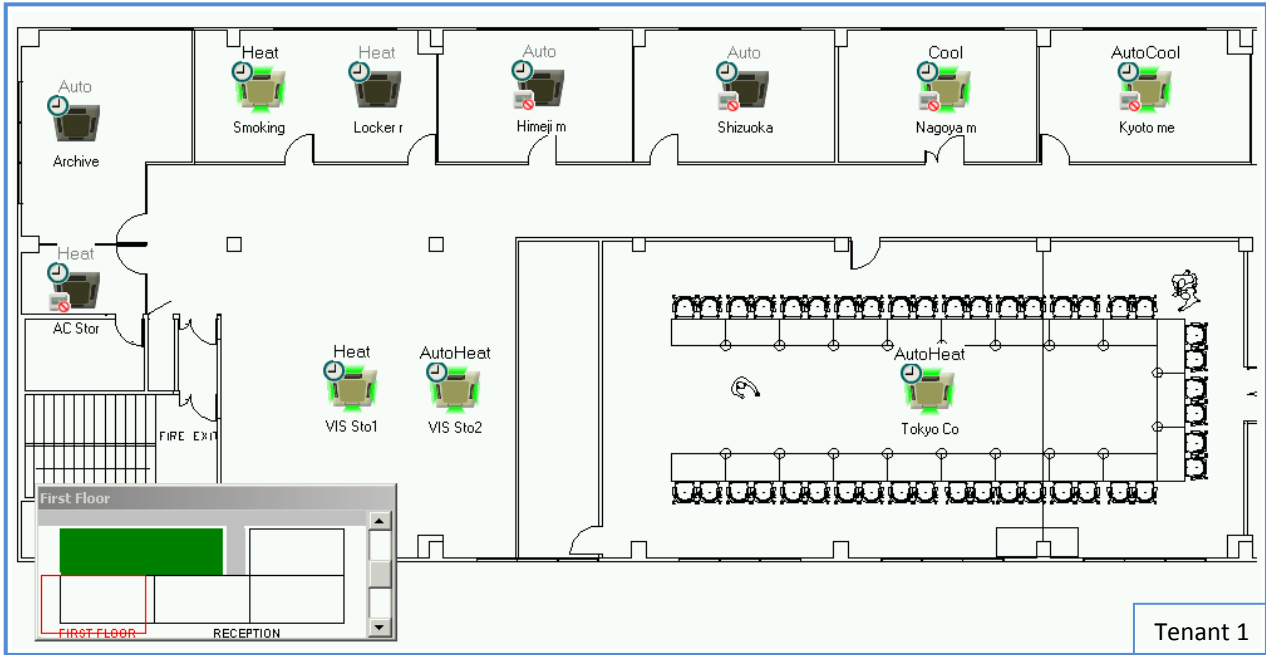 Heat
Heat
Auto
Auto
Cool
AutoCool
Auto
Smoking
Locker r
Himeji m
Shizuoka
Nagoya m
Kyoto me
Archive
Heat
AC Stor
Heat
AutoHeat
AutoHeat
VIS Sto1
VIS Sto2
Tokyo Co
FIRE EXIT
First Floor
FIRST FLOOR
RECEPTION
Tenant 1